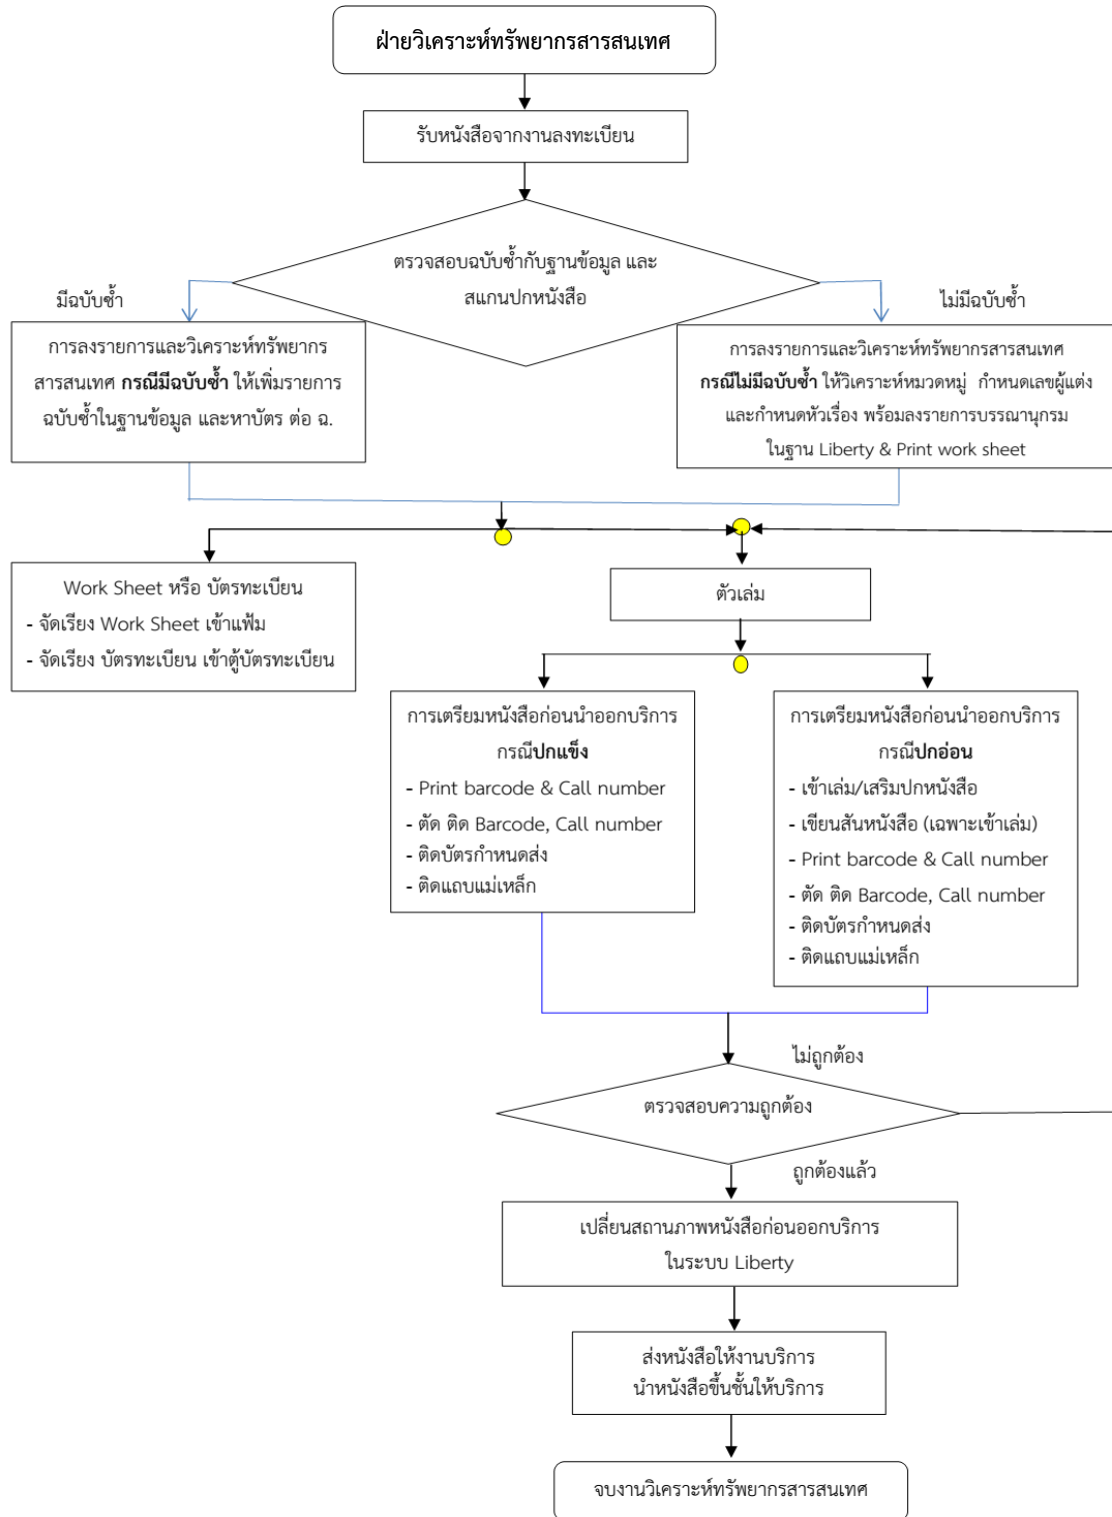 ฝ่ายวิเคราะห์ทรัพยากรสารสนเทศ
รับหนังสือจากงานลงทะเบียน
ตรวจสอบฉบับซ้ำกับฐานข้อมูล และ
สแกนปกหนังสือ
มีฉบับซ้ำ
ไม่มีฉบับซ้ำ
การลงรายการและวิเคราะห์ทรัพยากร
สารสนเทศ กรณีมีฉบับซ้ำ ให้เพิ่มรายการ
ฉบับซ้ำในฐานข้อมูล และหาบัตร ต่อ ฉ.
การลงรายการและวิเคราะห์ทรัพยากรสารสนเทศ
กรณีไม่มีฉบับซ้ำ ให้วิเคราะห์หมวดหมู่ กำหนดเลขผู้แต่ง
และกำหนดหัวเรื่อง พร้อมลงรายการบรรณานุกรม
ในฐาน Liberty & Print work sheet
Work Sheet หรือ บัตรทะเบียน
- จัดเรียง Work Sheet เข้าแฟ้ม
- จัดเรียง บัตรทะเบียน เข้าตู้บัตรทะเบียน
ตัวเล่ม
การเตรียมหนังสือก่อนนำออกบริการ
กรณีปกแข็ง
- Print barcode & Call number
- ตัด ติด Barcode, Call number
- ติดบัตรกำหนดส่ง
- ติดแถบแม่เหล็ก
การเตรียมหนังสือก่อนนำออกบริการ
กรณีปกอ่อน
- เข้าเล่ม/เสริมปกหนังสือ
- เขียนสันหนังสือ (เฉพาะเข้าเล่ม)
- Print barcode & Call number
- ตัด ติด Barcode, Call number
- ติดบัตรกำหนดส่ง
- ติดแถบแม่เหล็ก
ไม่ถูกต้อง
ตรวจสอบความถูกต้อง
ถูกต้องแล้ว
เปลี่ยนสถานภาพหนังสือก่อนออกบริการ
ในระบบ Liberty
ส่งหนังสือให้งานบริการ
นำหนังสือขึ้นชั้นให้บริการ
จบงานวิเคราะห์ทรัพยากรสารสนเทศ